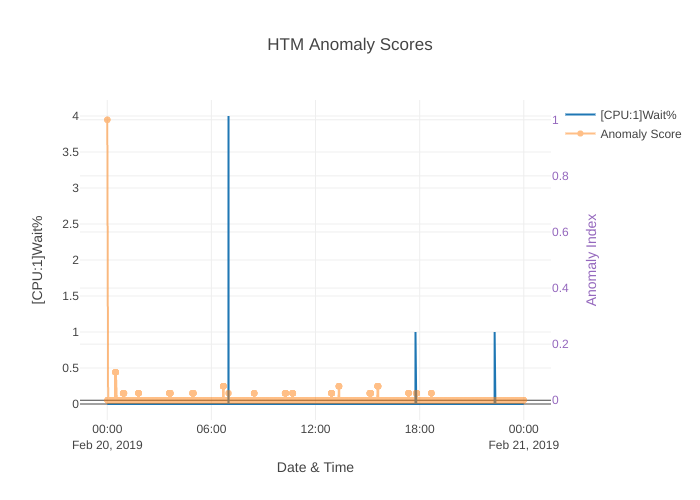 HTM Anomaly Scores
[CPU:1]Wait%
Anomaly Score
4
3.5
3
2.5
2
1.5
1
0.5
0
[CPU:1]Wait%
1
0.8
0.6
0.4
0.2
0
Anomaly Index
00:00
Feb 20, 2019
06:00
12:00
18:00
00:00
Feb 21, 2019
Date & Time